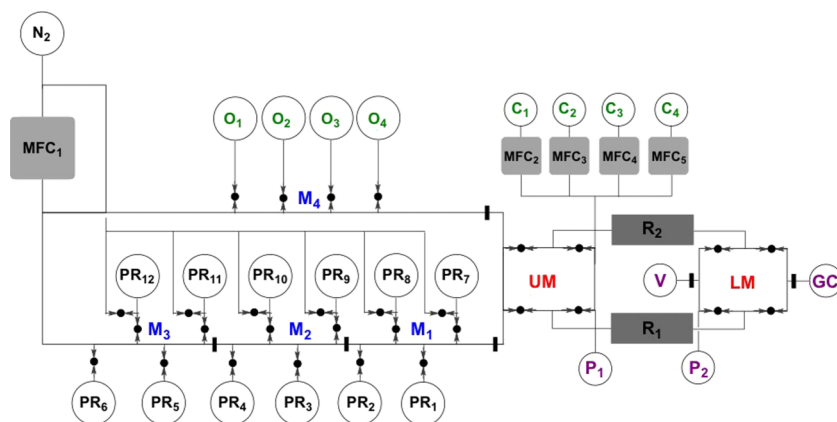 N₂
MFC₁
O₁ O₂ O₃ O₄
C₁ C₂ C₃ C₄
MFC₂ MFC₃ MFC₄ MFC₅
M₄
R₂
PR₁₂ PR₁₁ PR₁₀ PR₉ PR₈ PR₇
UM V LM GC
M₃ M₂ M₁
R₁
P₁ P₂
PR₆ PR₅ PR₄ PR₃ PR₂ PR₁